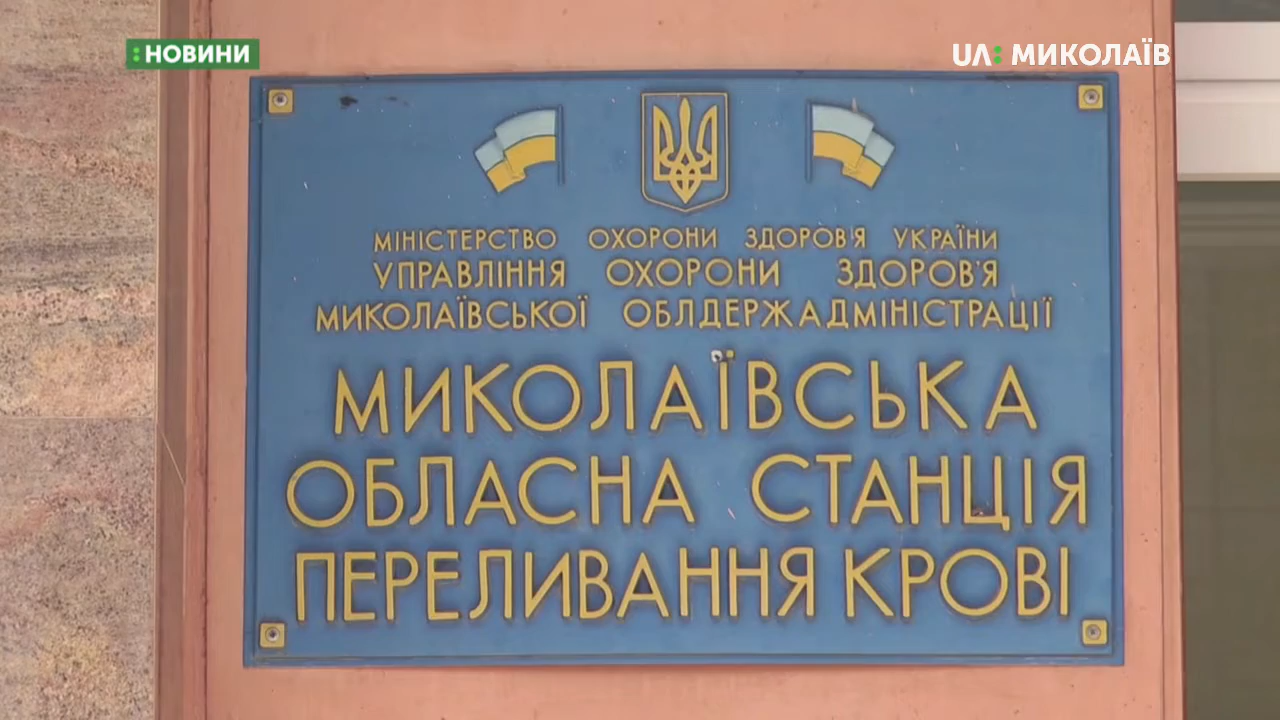 :НОВИНИ
UA: МИКОЛАЇВ
МІНІСТЕРСТВО ОХОРОНИ ЗДОРОВ'Я УКРАЇНИ
УПРАВЛІННЯ ОХОРОНИ ЗДОРОВ'Я
МИКОЛАЇВСЬКОЇ ОБЛДЕРЖАДМІНІСТРАЦІЇ
МИКОЛАЇВСЬКА
ОБЛАСНА СТАНЦІЯ
ПЕРЕЛИВАННЯ КРОВІ